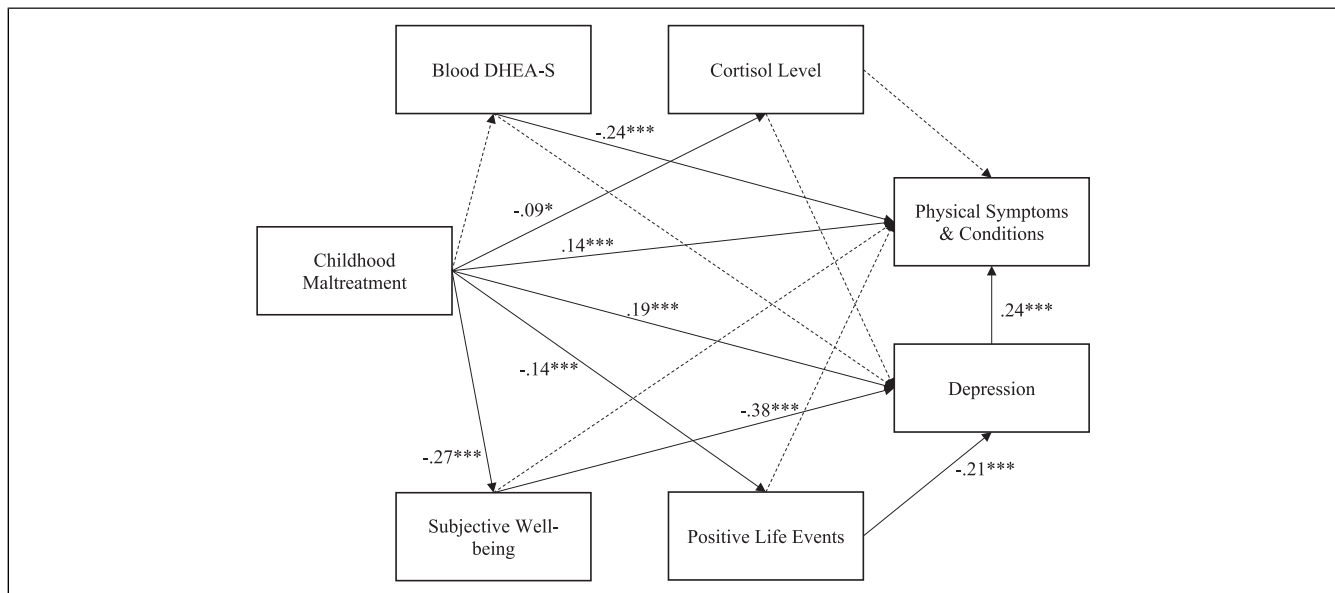 Blood DHEA-S
Cortisol Level
-.24***
Physical Symptoms
& Conditions
-.09*
.14***
Childhood
Maltreatment
.19***
.24***
-.14***
Depression
-.38***
-.27***
-.21***
Subjective Well-
being
Positive Life Events